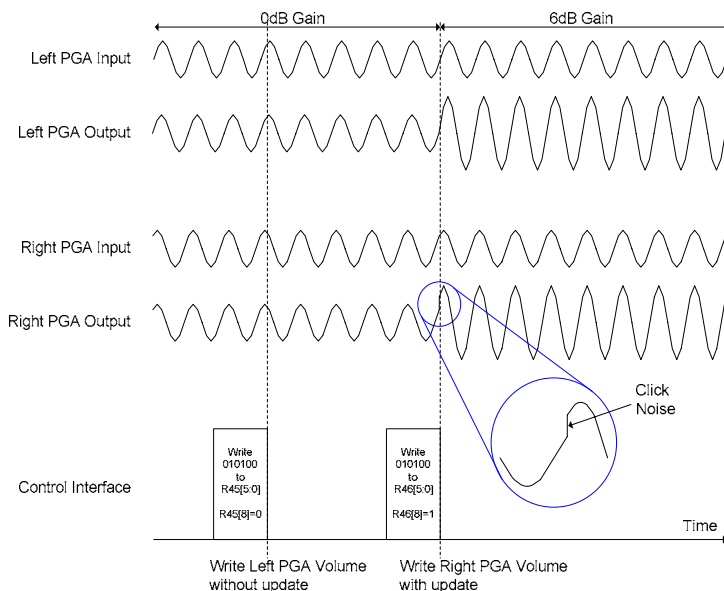 0dB Gain
6dB Gain
Left PGA Input
Left PGA Output
Right PGA Input
Right PGA Output
Click
Noise
Control Interface
Write
010100
to
R45[5:0]
R45[8]=0
Write
010100
to
R46[5:0]
R46[8]=1
Time
Write Left PGA Volume
without update
Write Right PGA Volume
with update